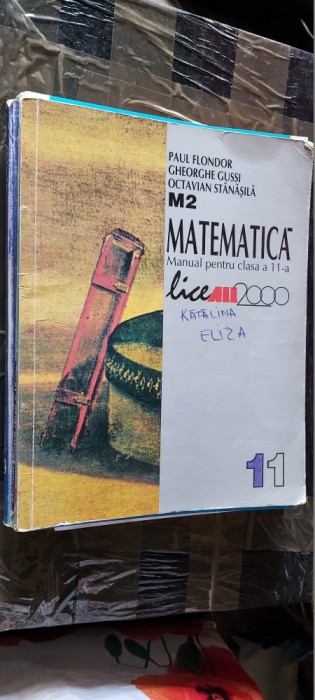 PAUL FLONDOR
GHEORGHE GUSSI
OCTAVIAN STĂNĂȘILĂ
M2
MATEMATICĂ
Manual pentru clasa a 11-a
liceALL2000
KATALINA
ELIZA
11